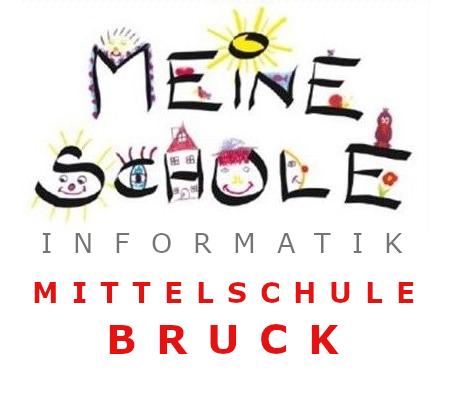 MEINE
SCHULE
INFORMATIK
MITTELSCHULE
BRUCK